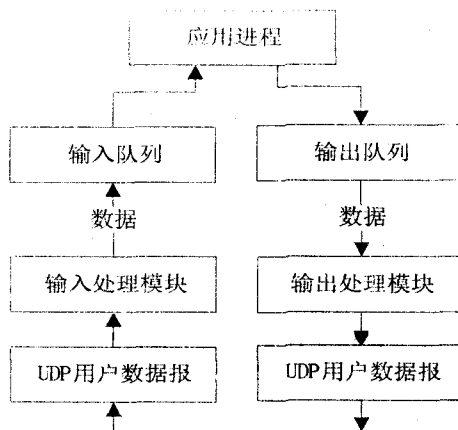 应用进程
输入队列
输出队列
数据
数据
输入处理模块
输出处理模块
UDP用户数据报
UDP用户数据报